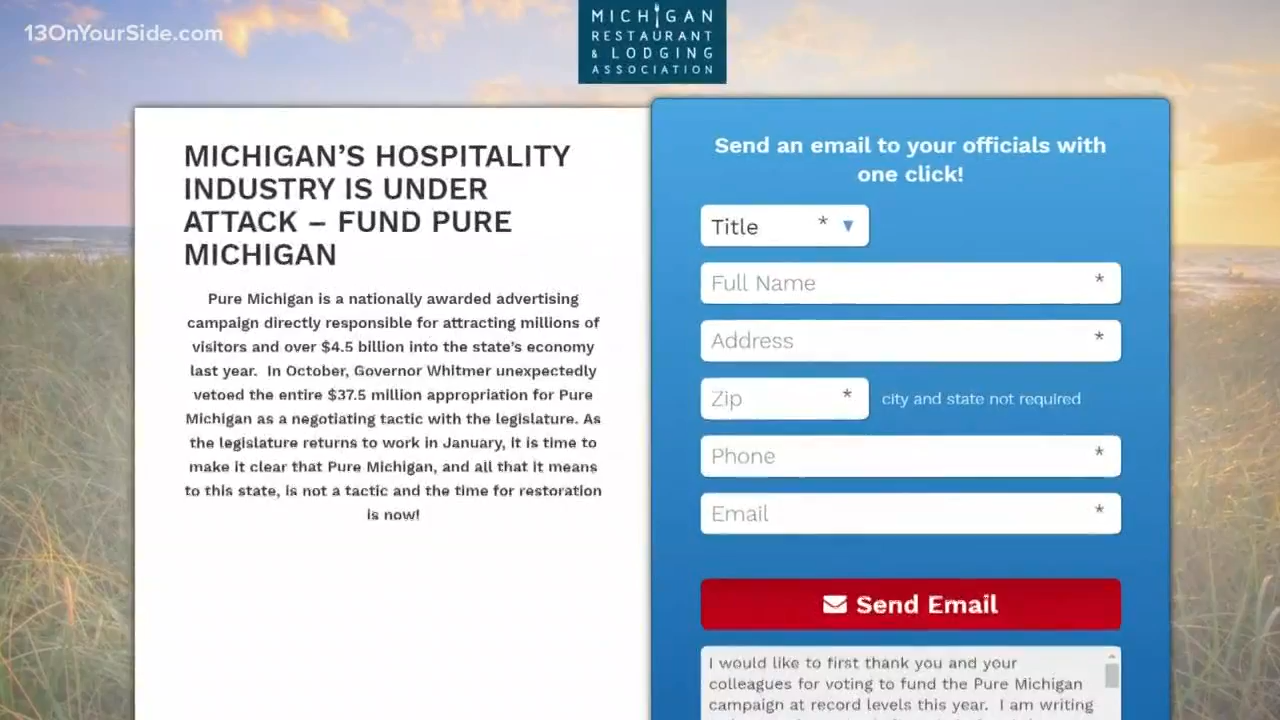 13OnYourSide.com
MICHIGAN
RESTAURANT
& LODGING
ASSOCIATION
MICHIGAN’S HOSPITALITY
INDUSTRY IS UNDER
ATTACK – FUND PURE
MICHIGAN
Pure Michigan is a nationally awarded advertising
campaign directly responsible for attracting millions of
visitors and over $4.5 billion into the state’s economy
last year. In October, Governor Whitmer unexpectedly
vetoed the entire $37.5 million appropriation for Pure
Michigan as a negotiating tactic with the legislature. As
the legislature returns to work in January, it is time to
make it clear that Pure Michigan, and all that it means
to this state, is not a tactic and the time for restoration
is now!
Send an email to your officials with
one click!
Title *
Full Name *
Address *
Zip * city and state not required
Phone *
Email *
Send Email
I would like to first thank you and your
colleagues for voting to fund the Pure Michigan
campaign at record levels this year. I am writing